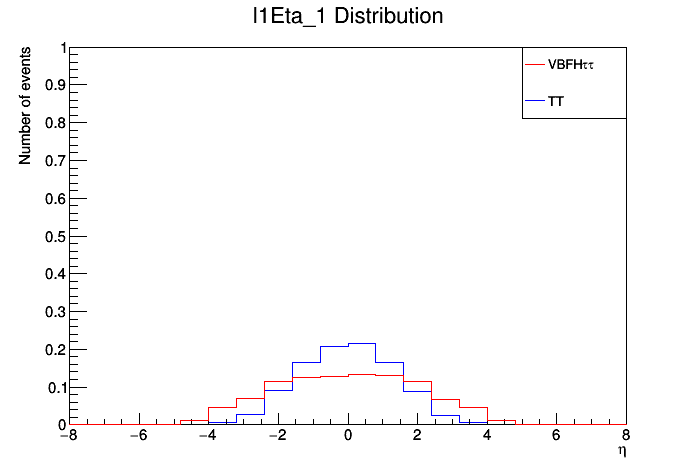 l1Eta_1 Distribution
Number of events
1
0.9
0.8
0.7
0.6
0.5
0.4
0.3
0.2
0.1
0
VBFHττ
TT
−8 −6 −4 −2 0 2 4 6 8
η